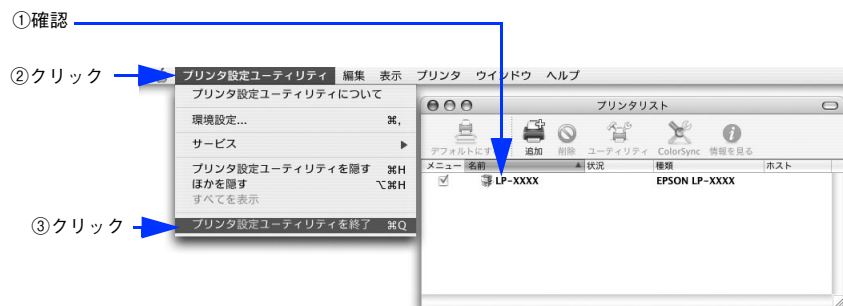 ①確認
②クリック
プリンタ設定ユーティリティ 編集 表示 プリンタ ウインドウ ヘルプ
プリンタ設定ユーティリティについて
環境設定... ⌘,
サービス ▶
プリンタ設定ユーティリティを隠す ⌘H
ほかを隠す ⌥⌘H
すべてを表示
③クリック
プリンタ設定ユーティリティを終了 ⌘Q
プリンタリスト
デフォルトにす 追加 削除 ユーティリティ ColorSync 情報を見る
メニュー 名前 ▲ 状況 種類 ホスト
LP-XXXX EPSON LP-XXXX